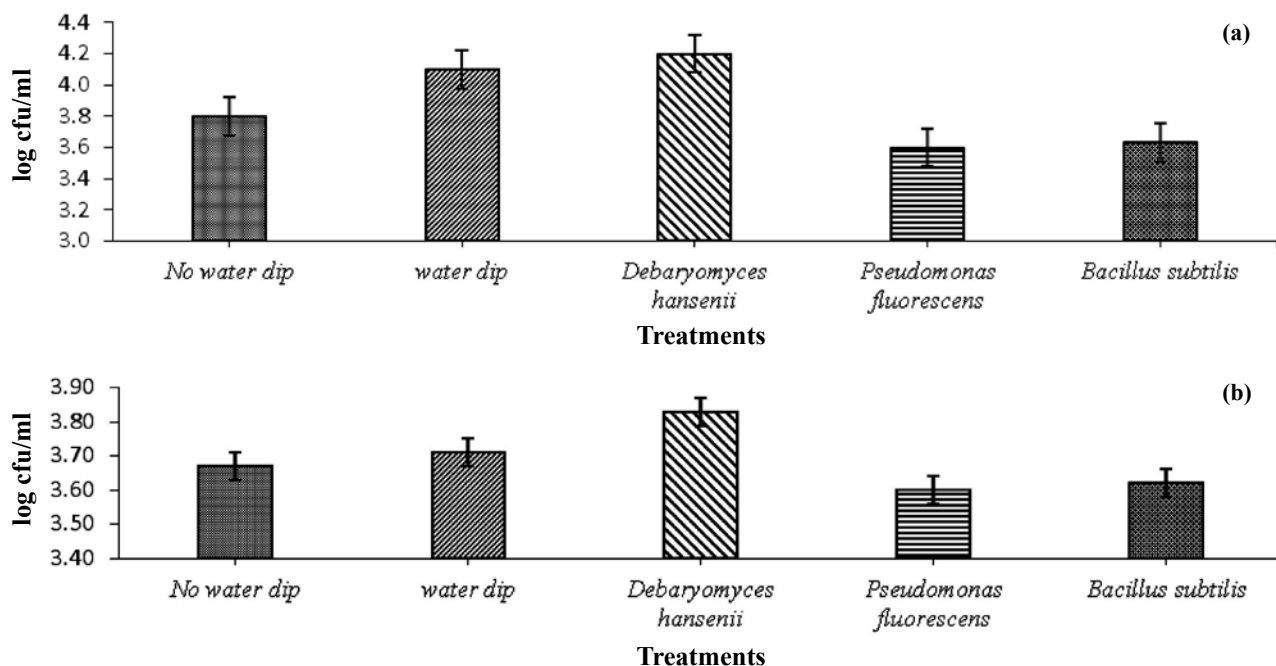 (a)
log cfu/ml
4.4
4.2
4.0
3.8
3.6
3.4
3.2
3.0
No water dip
water dip
Debaryomyces
hansenii
Pseudomonas
fluorescens
Bacillus subtilis
Treatments
(b)
log cfu/ml
3.90
3.80
3.70
3.60
3.50
3.40
No water dip
water dip
Debaryomyces
hansenii
Pseudomonas
fluorescens
Bacillus subtilis
Treatments